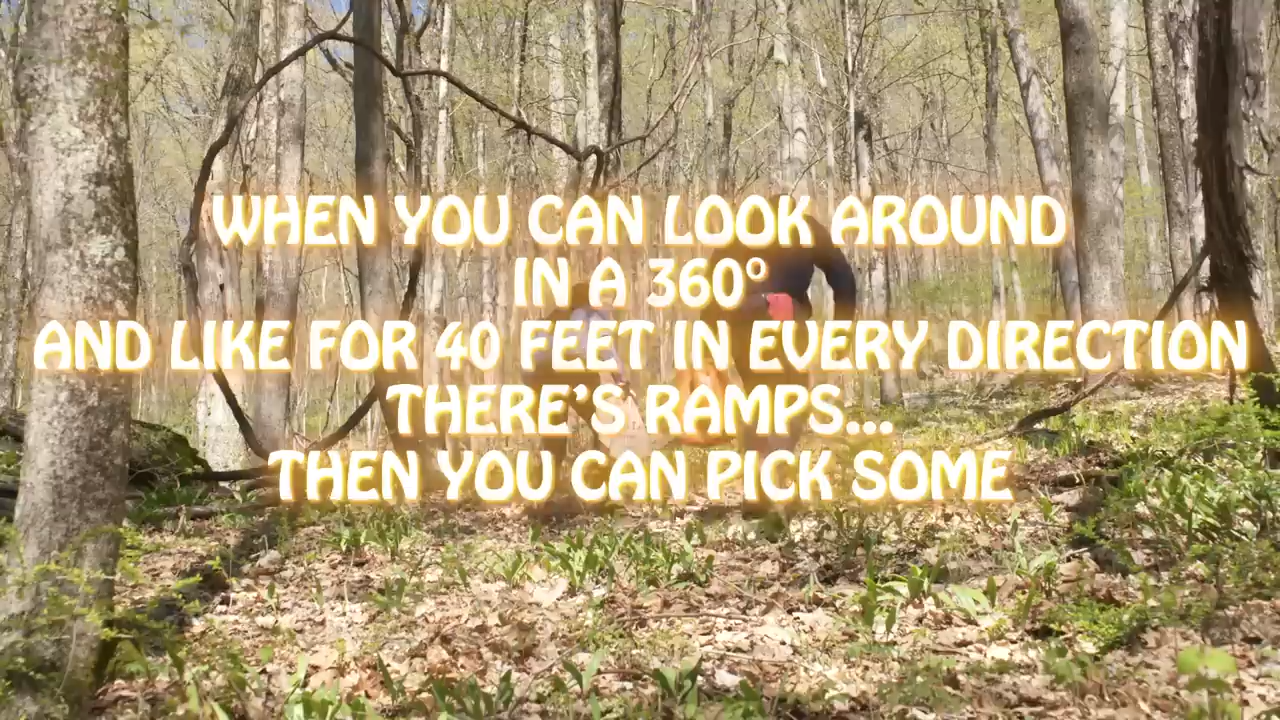 WHEN YOU CAN LOOK AROUND
IN A 360°
AND LIKE FOR 40 FEET IN EVERY DIRECTION
THERE'S RAMPS...
THEN YOU CAN PICK SOME